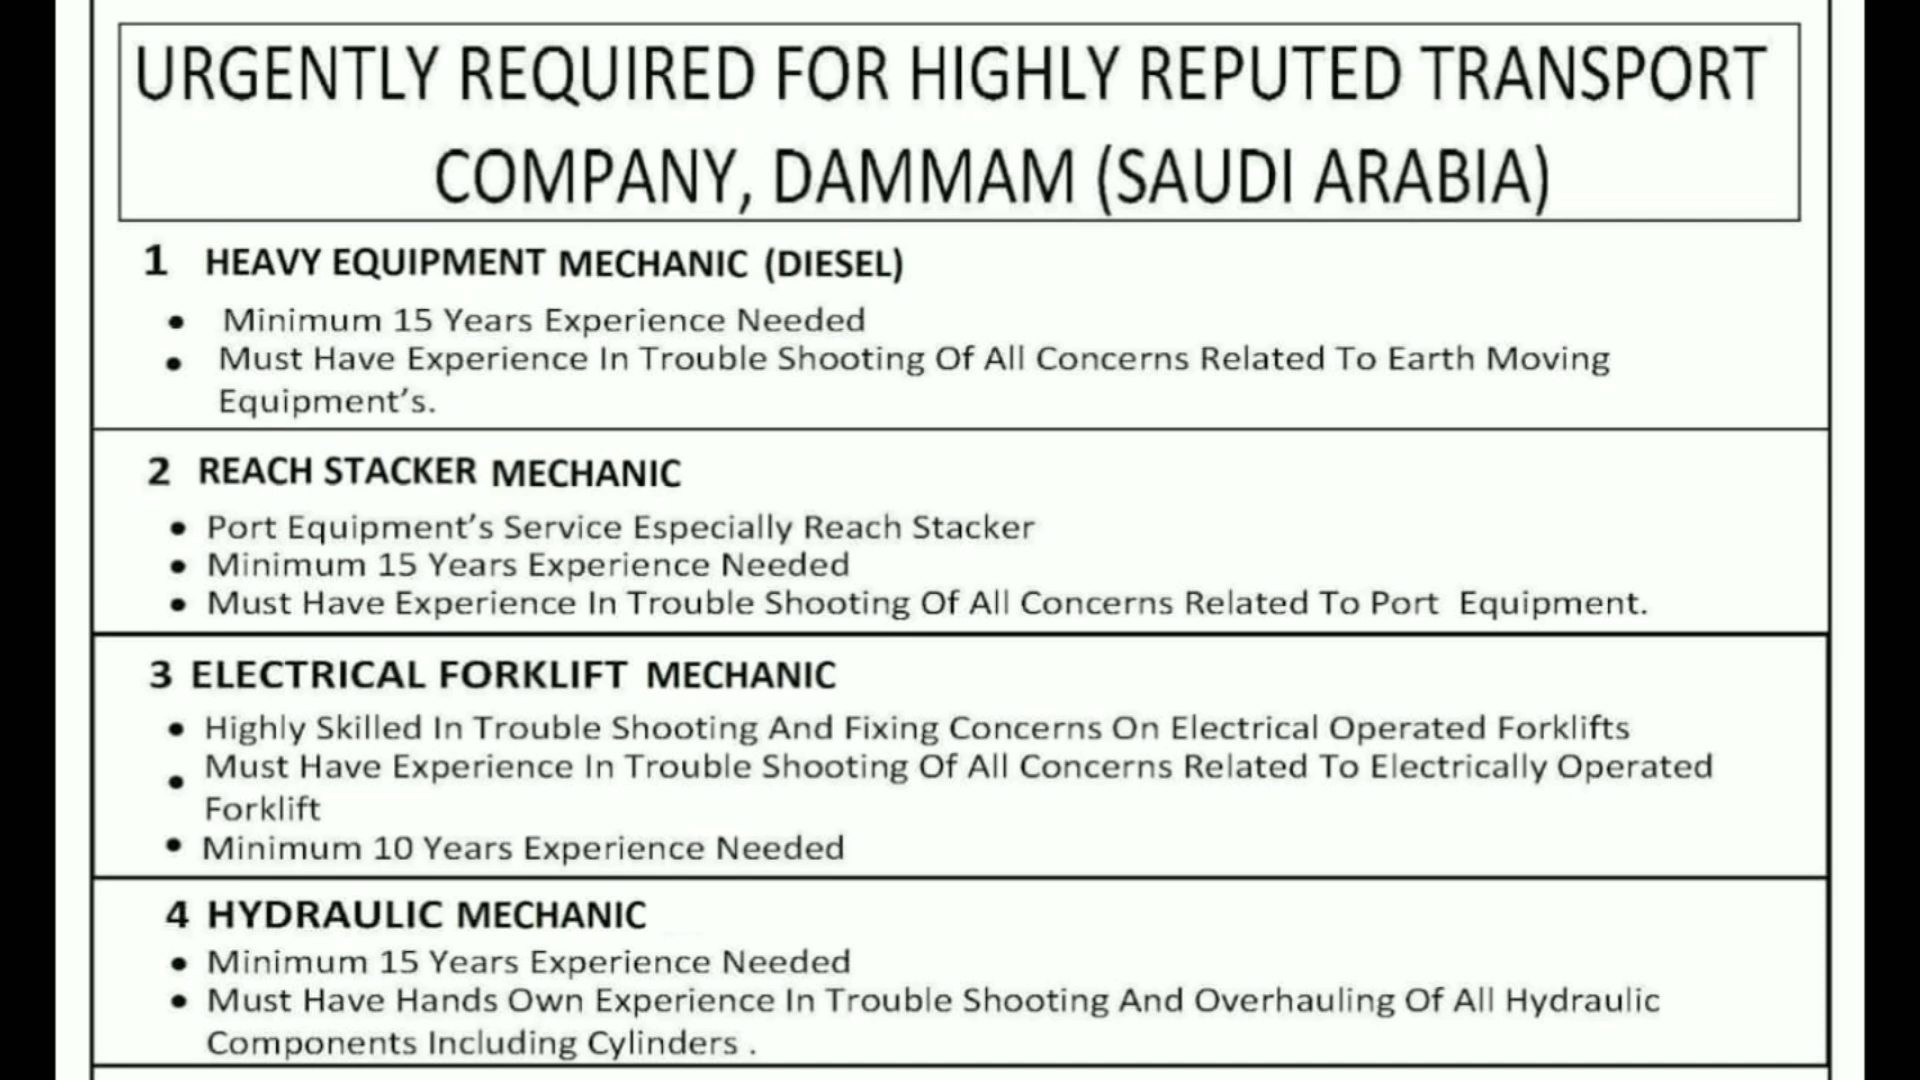 URGENTLY REQUIRED FOR HIGHLY REPUTED TRANSPORT
COMPANY, DAMMAM (SAUDI ARABIA)
1 HEAVY EQUIPMENT MECHANIC (DIESEL)
• Minimum 15 Years Experience Needed
• Must Have Experience In Trouble Shooting Of All Concerns Related To Earth Moving
Equipment’s.
2 REACH STACKER MECHANIC
• Port Equipment’s Service Especially Reach Stacker
• Minimum 15 Years Experience Needed
• Must Have Experience In Trouble Shooting Of All Concerns Related To Port Equipment.
3 ELECTRICAL FORKLIFT MECHANIC
• Highly Skilled In Trouble Shooting And Fixing Concerns On Electrical Operated Forklifts
• Must Have Experience In Trouble Shooting Of All Concerns Related To Electrically Operated
Forklift
• Minimum 10 Years Experience Needed
4 HYDRAULIC MECHANIC
• Minimum 15 Years Experience Needed
• Must Have Hands Own Experience In Trouble Shooting And Overhauling Of All Hydraulic
Components Including Cylinders .